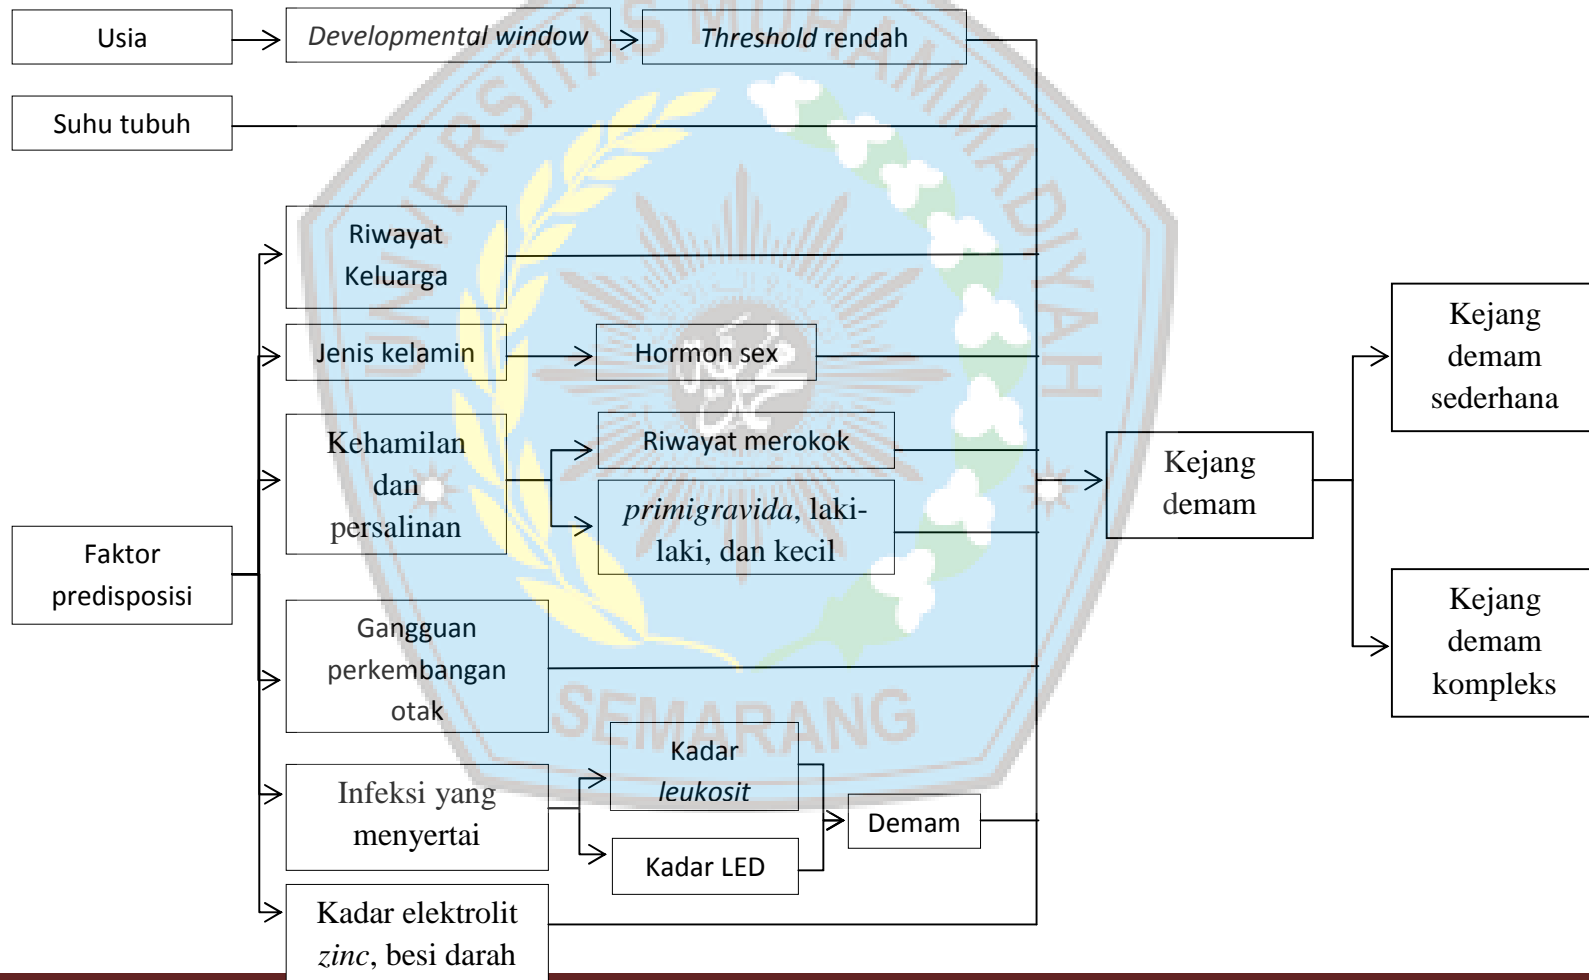 Usia
Developmental window
Threshold rendah
Suhu tubuh
Riwayat
Keluarga
Jenis kelamin
Hormon sex
Kehamilan
dan
persalinan
Riwayat merokok
primigravida, laki-
laki, dan kecil
Faktor
predisposisi
Gangguan
perkembangan
otak
Infeksi yang
menyertai
Kadar
leukosit
Kadar LED
Demam
Kadar elektrolit
zinc, besi darah
Kejang
demam
Kejang
demam
sederhana
Kejang
demam
kompleks
UNIVERSITAS MUHAMMADIYAH
SEMARANG